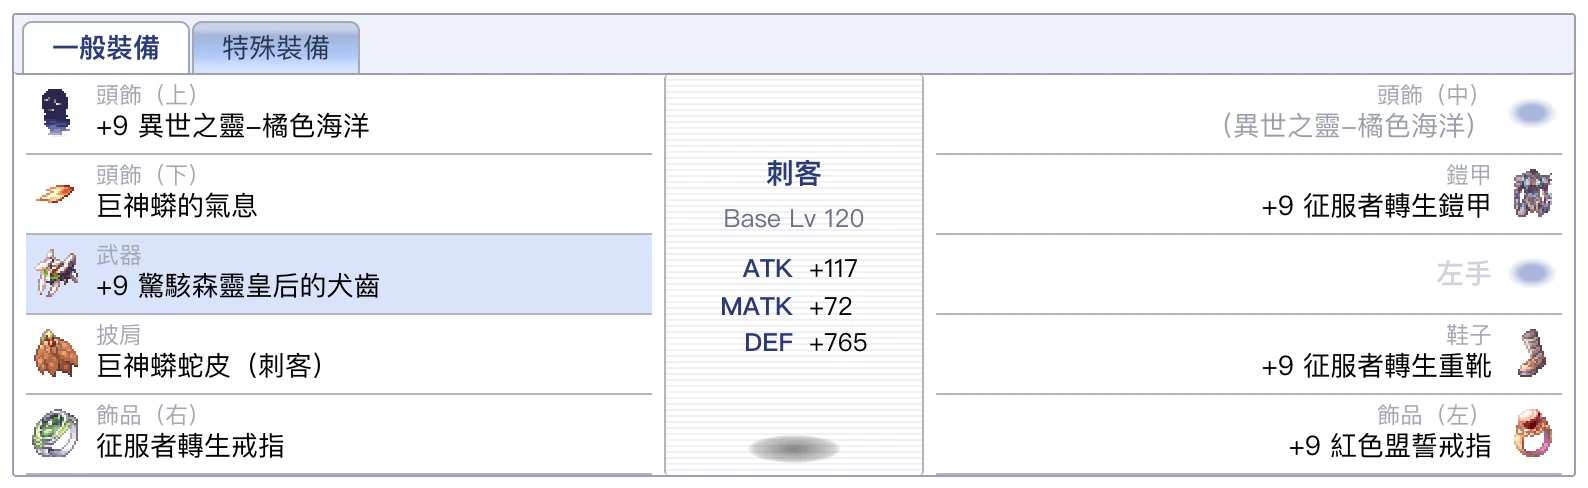 一般裝備
特殊裝備
頭飾（上）
+9 異世之靈-橘色海洋
頭飾（下）
巨神蟒的氣息
武器
+9 驚駭森靈皇后的犬齒
披肩
巨神蟒蛇皮（刺客）
飾品（右）
征服者轉生戒指
刺客
Base Lv 120
ATK +117
MATK +72
DEF +765
頭飾（中）
（異世之靈-橘色海洋）
鎧甲
+9 征服者轉生鎧甲
左手
鞋子
+9 征服者轉生重靴
飾品（左）
+9 紅色盟誓戒指